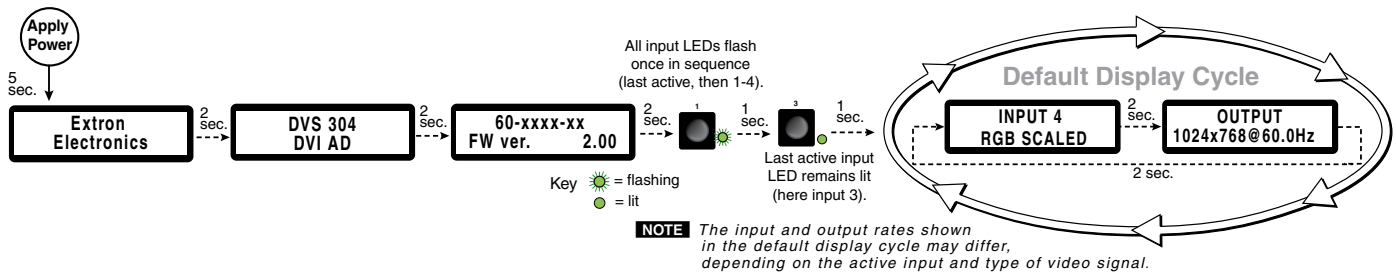 Apply
Power
5
sec.
Extron
Electronics
2
sec.
DVS 304
DVI AD
2
sec.
60-xxxx-xx
FW ver. 2.00
2
sec.
All input LEDs flash
once in sequence
(last active, then 1-4).
1
1
sec.
3
1
sec.
Last active input
LED remains lit
(here input 3).
Key = flashing
= lit
Default Display Cycle
INPUT 4
RGB SCALED
2
sec.
OUTPUT
1024x768@60.0Hz
2 sec.
NOTE The input and output rates shown
in the default display cycle may differ,
depending on the active input and type of video signal.